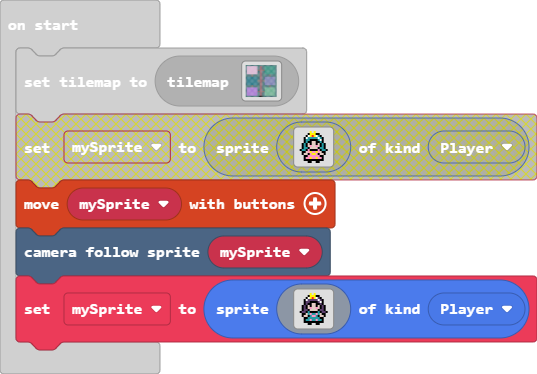 on start
set tilemap to tilemap
set mySprite to sprite of kind Player
move mySprite with buttons
camera follow sprite mySprite
set mySprite to sprite of kind Player